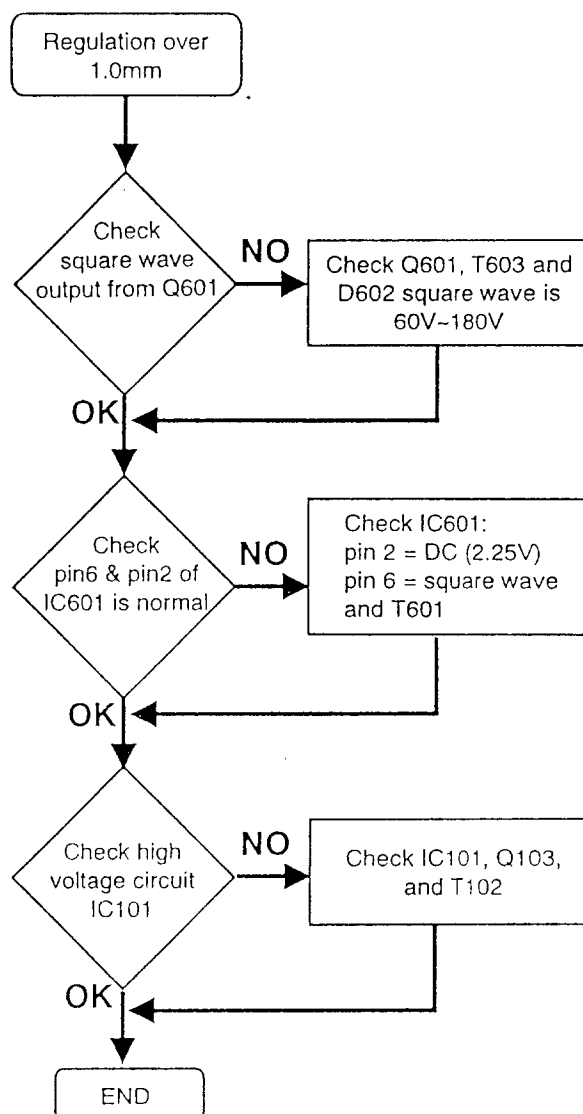 Regulation over
1.0mm
Check
square wave
output from Q601
NO
Check Q601, T603 and
D602 square wave is
60V~180V
OK
Check
pin6 & pin2 of
IC601 is normal
NO
Check IC601:
pin 2 = DC (2.25V)
pin 6 = square wave
and T601
OK
Check high
voltage circuit
IC101
NO
Check IC101, Q103,
and T102
OK
END